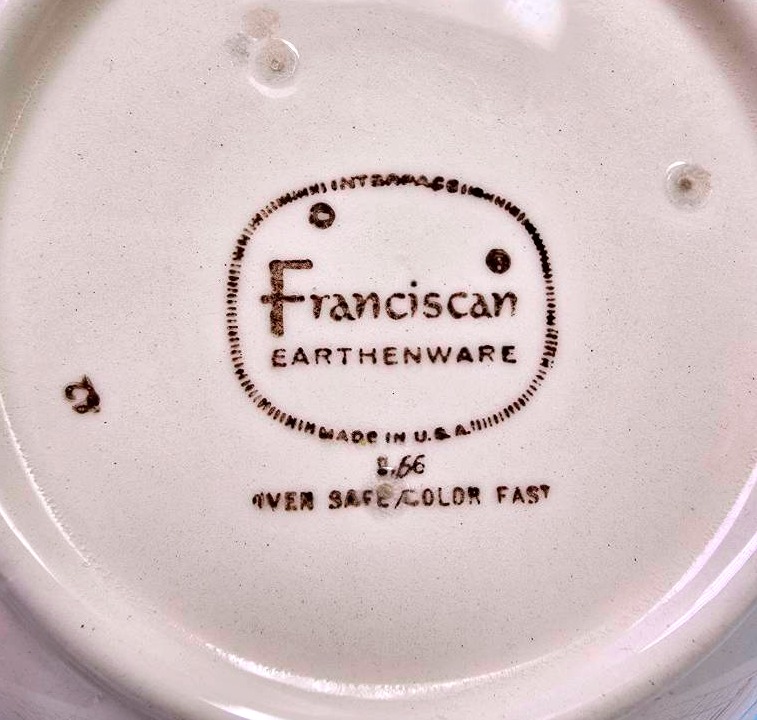 INTERPACE
®
Franciscan
EARTHENWARE
MADE IN U.S.A.
OVEN SAFE/COLOR FAST